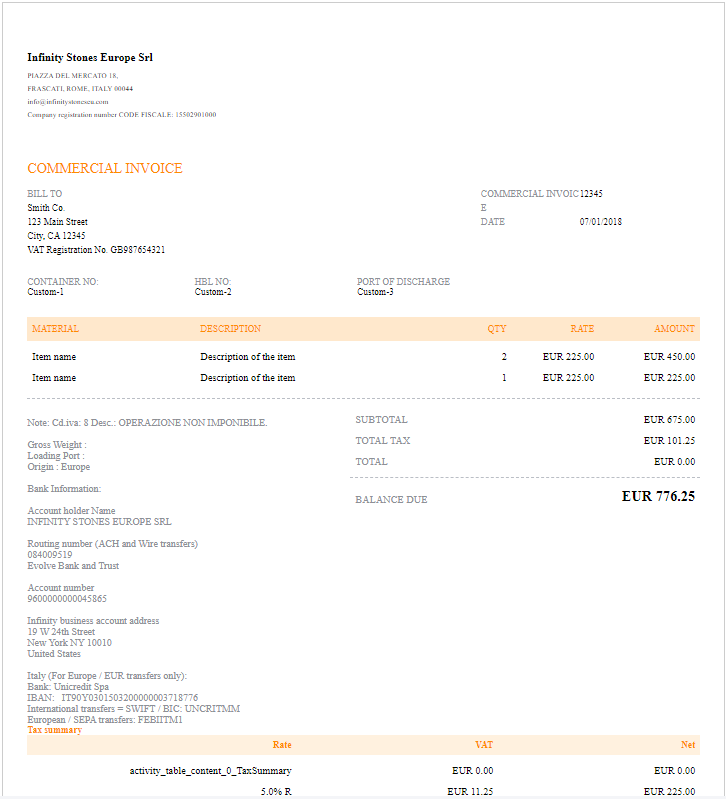 Infinity Stones Europe Srl
PIAZZA DEL MERCATO 18,
FRASCATI, ROME, ITALY 00044
info@infinitystoneseu.com
Company registration number CODE FISCALE: 15502901000
COMMERCIAL INVOICE
BILL TO
Smith Co.
123 Main Street
City, CA 12345
VAT Registration No. GB987654321
COMMERCIAL INVOIC 12345
E
DATE 07/01/2018
CONTAINER NO: HBL NO: PORT OF DISCHARGE
Custom-1 Custom-2 Custom-3
MATERIAL DESCRIPTION QTY RATE AMOUNT
Item name Description of the item 2 EUR 225.00 EUR 450.00
Item name Description of the item 1 EUR 225.00 EUR 225.00
Note: Cd.iva: 8 Desc.: OPERAZIONE NON IMPONIBILE.
Gross Weight :
Loading Port :
Origin : Europe
Bank Information:
Account holder Name
INFINITY STONES EUROPE SRL
Routing number (ACH and Wire transfers)
084009519
Evolve Bank and Trust
Account number
9600000000045865
Infinity business account address
19 W 24th Street
New York NY 10010
United States
Italy (For Europe / EUR transfers only):
Bank: Unicredit Spa
IBAN: IT90Y0301503200000003718776
International transfers = SWIFT / BIC: UNCRITMM
European / SEPA transfers: FEBIITM1
SUBTOTAL EUR 675.00
TOTAL TAX EUR 101.25
TOTAL EUR 0.00
BALANCE DUE EUR 776.25
Tax summary
Rate VAT Net
activity_table_content_0_TaxSummary EUR 0.00 EUR 0.00
5.0% R EUR 11.25 EUR 225.00